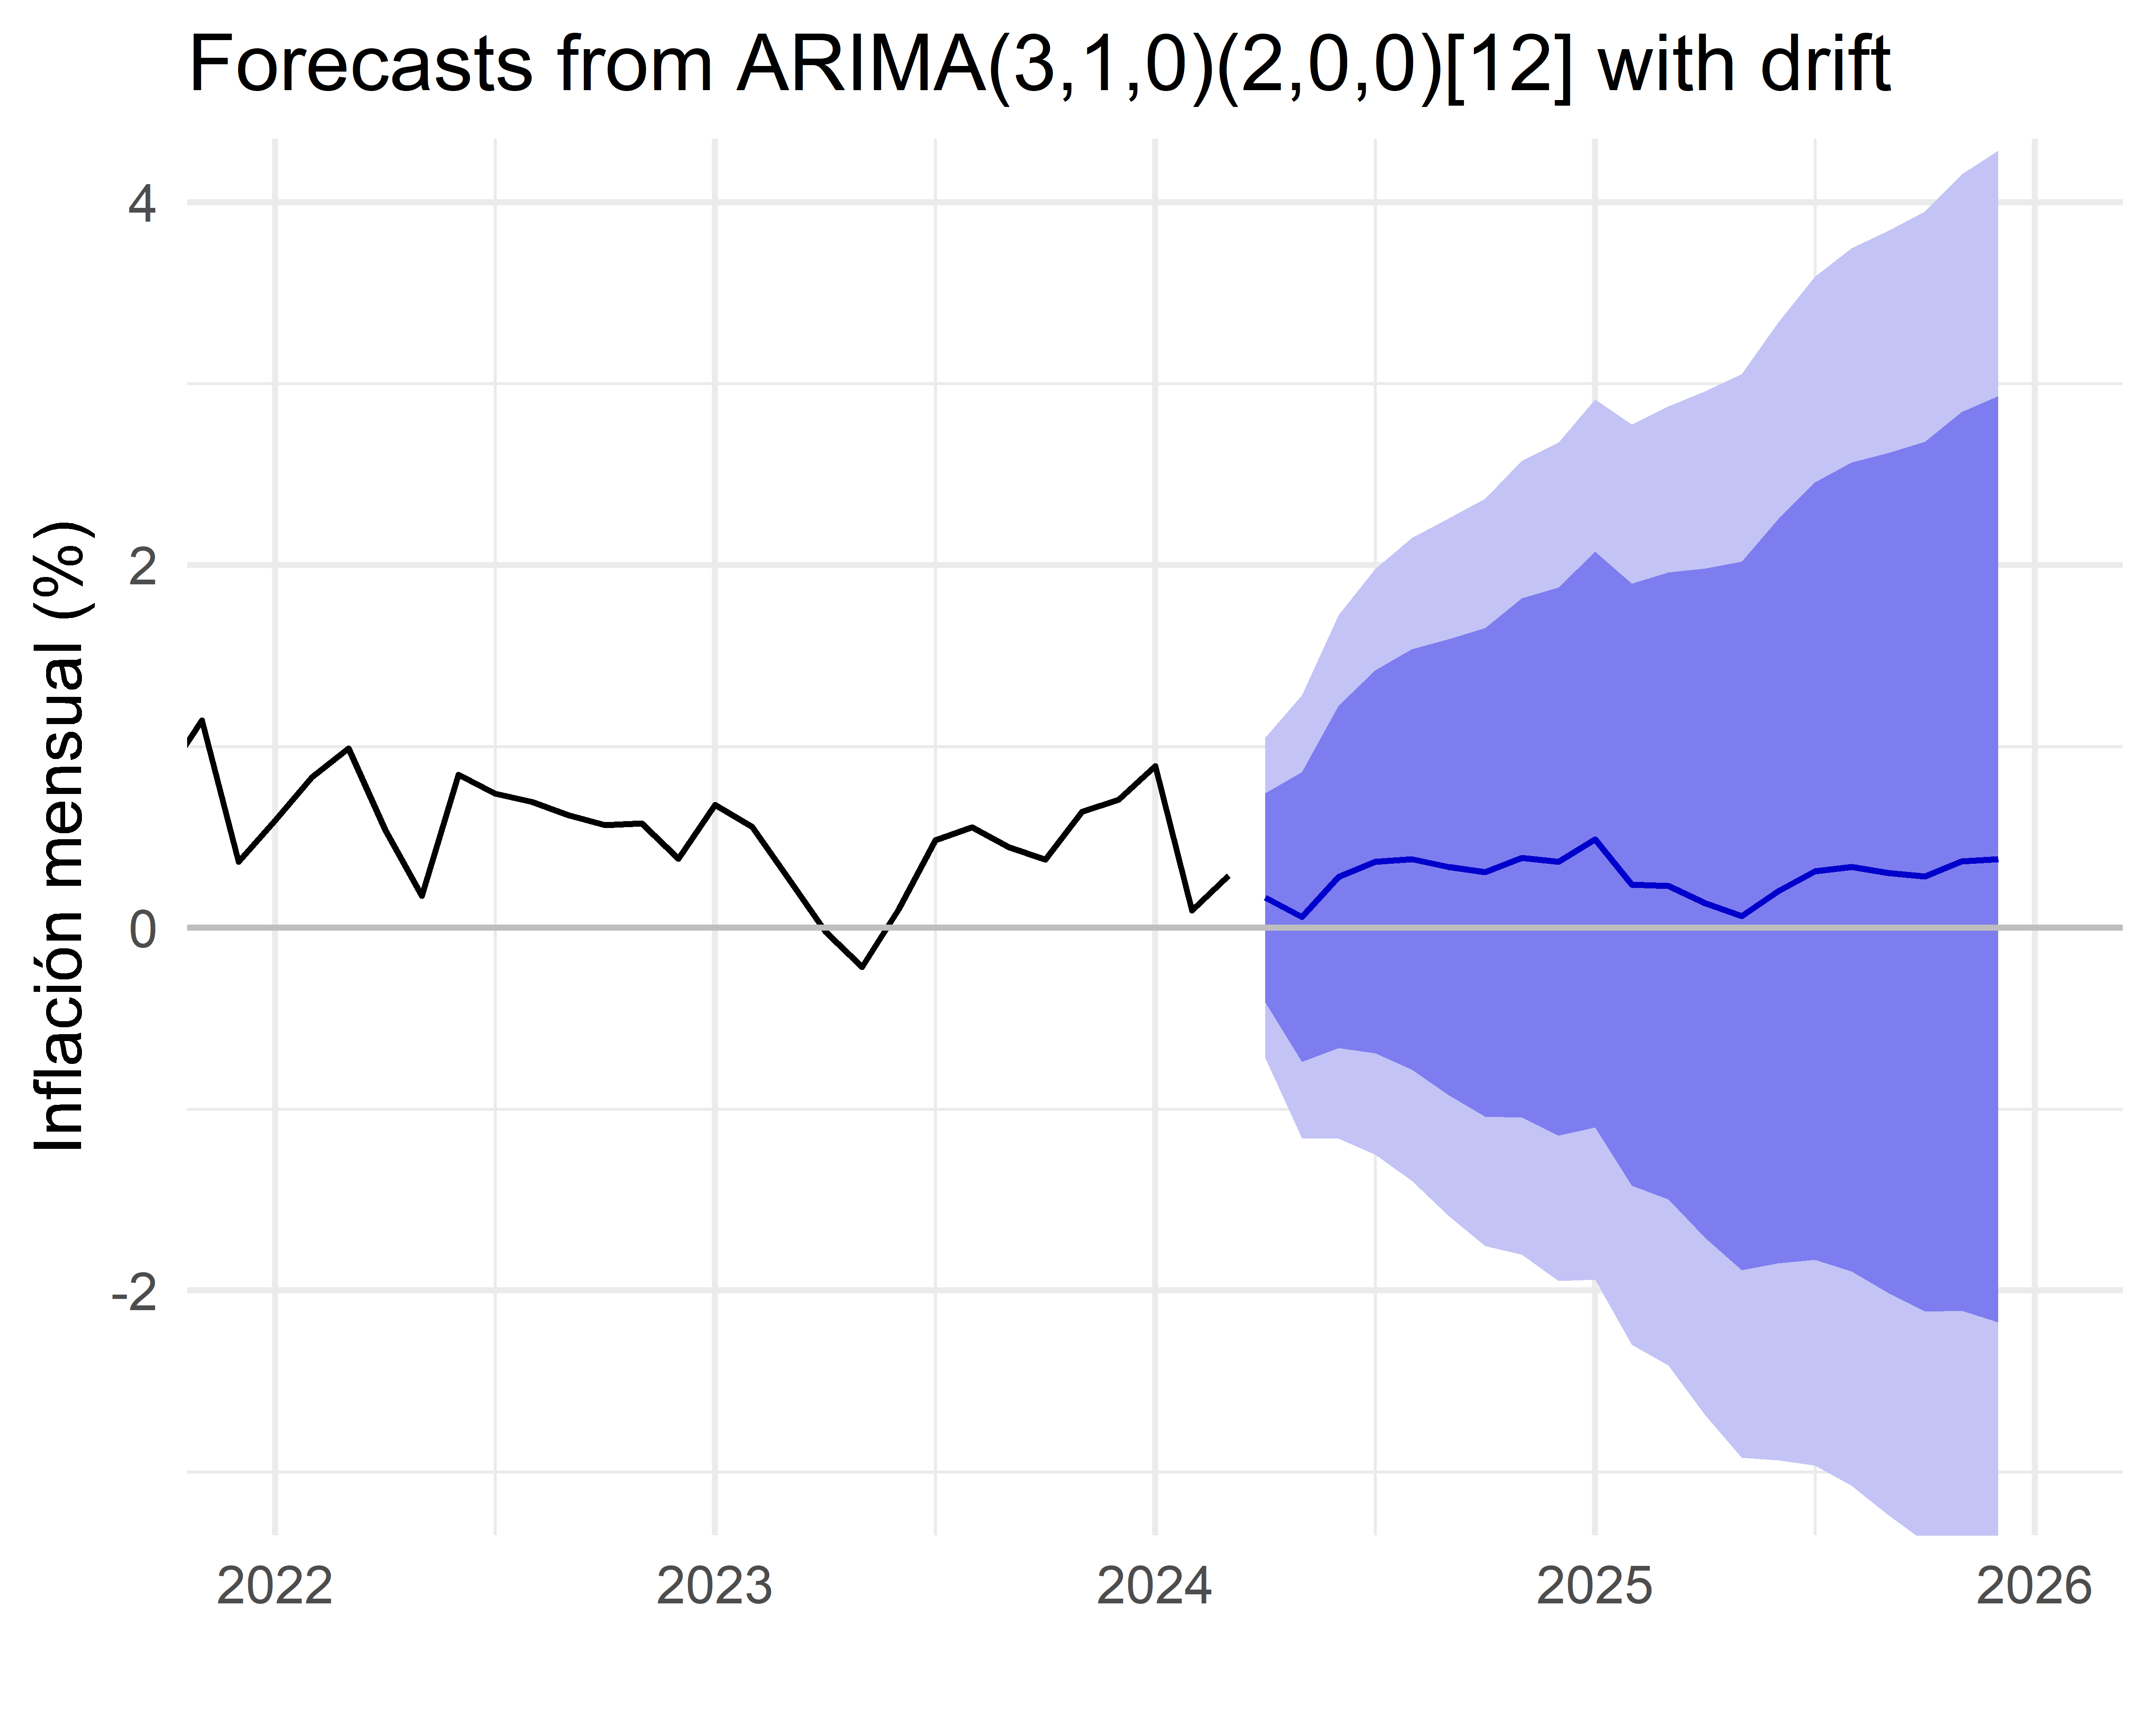 Forecasts from ARIMA(3,1,0)(2,0,0)[12] with drift
Inflación mensual (%)
4
2
0
-2
2022 2023 2024 2025 2026